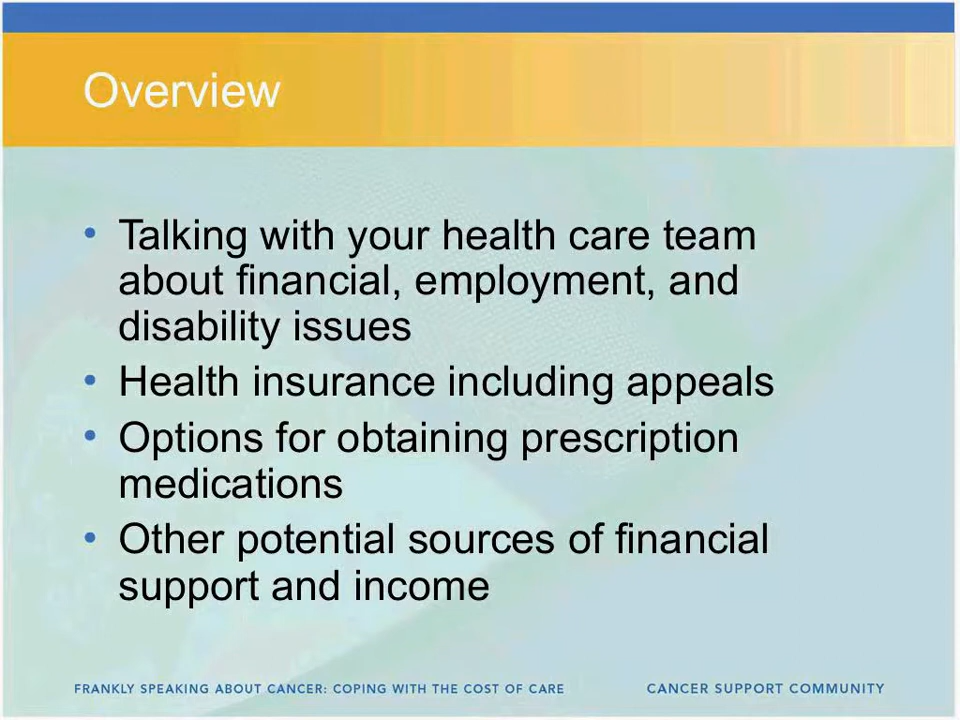 Overview
• Talking with your health care team
about financial, employment, and
disability issues
• Health insurance including appeals
• Options for obtaining prescription
medications
• Other potential sources of financial
support and income
FRANKLY SPEAKING ABOUT CANCER: COPING WITH THE COST OF CARE
CANCER SUPPORT COMMUNITY